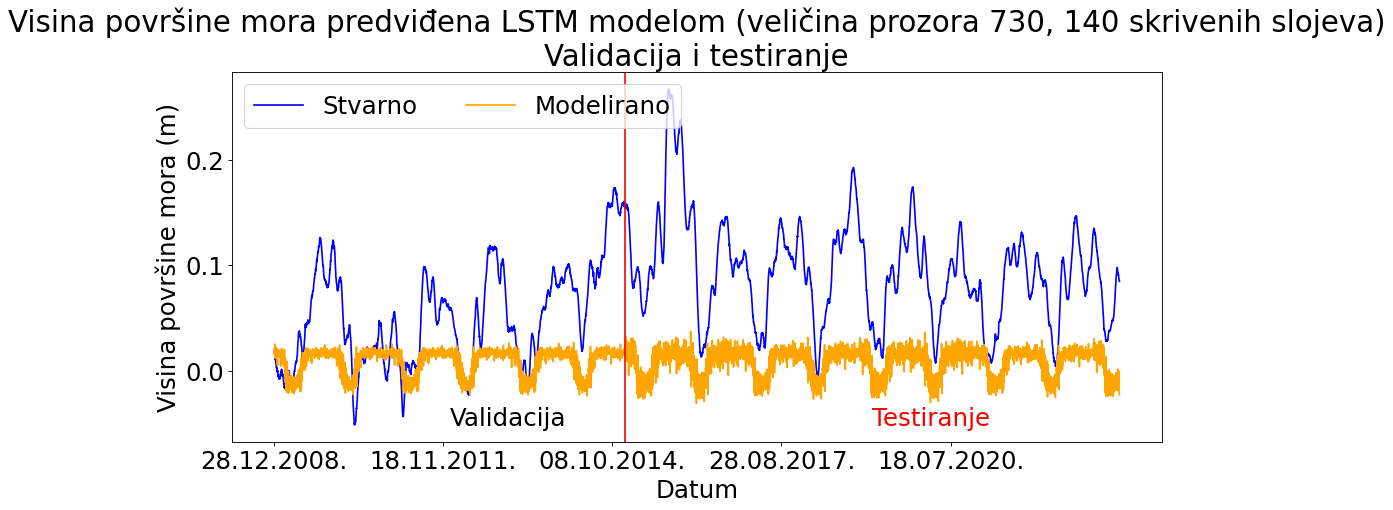 Visina površine mora predviđena LSTM modelom (veličina prozora 730, 140 skrivenih slojeva)
Validacija i testiranje
Stvarno
Modelirano
Visina površine mora (m)
0.2
0.1
0.0
Validacija
Testiranje
28.12.2008.
18.11.2011.
08.10.2014.
28.08.2017.
18.07.2020.
Datum